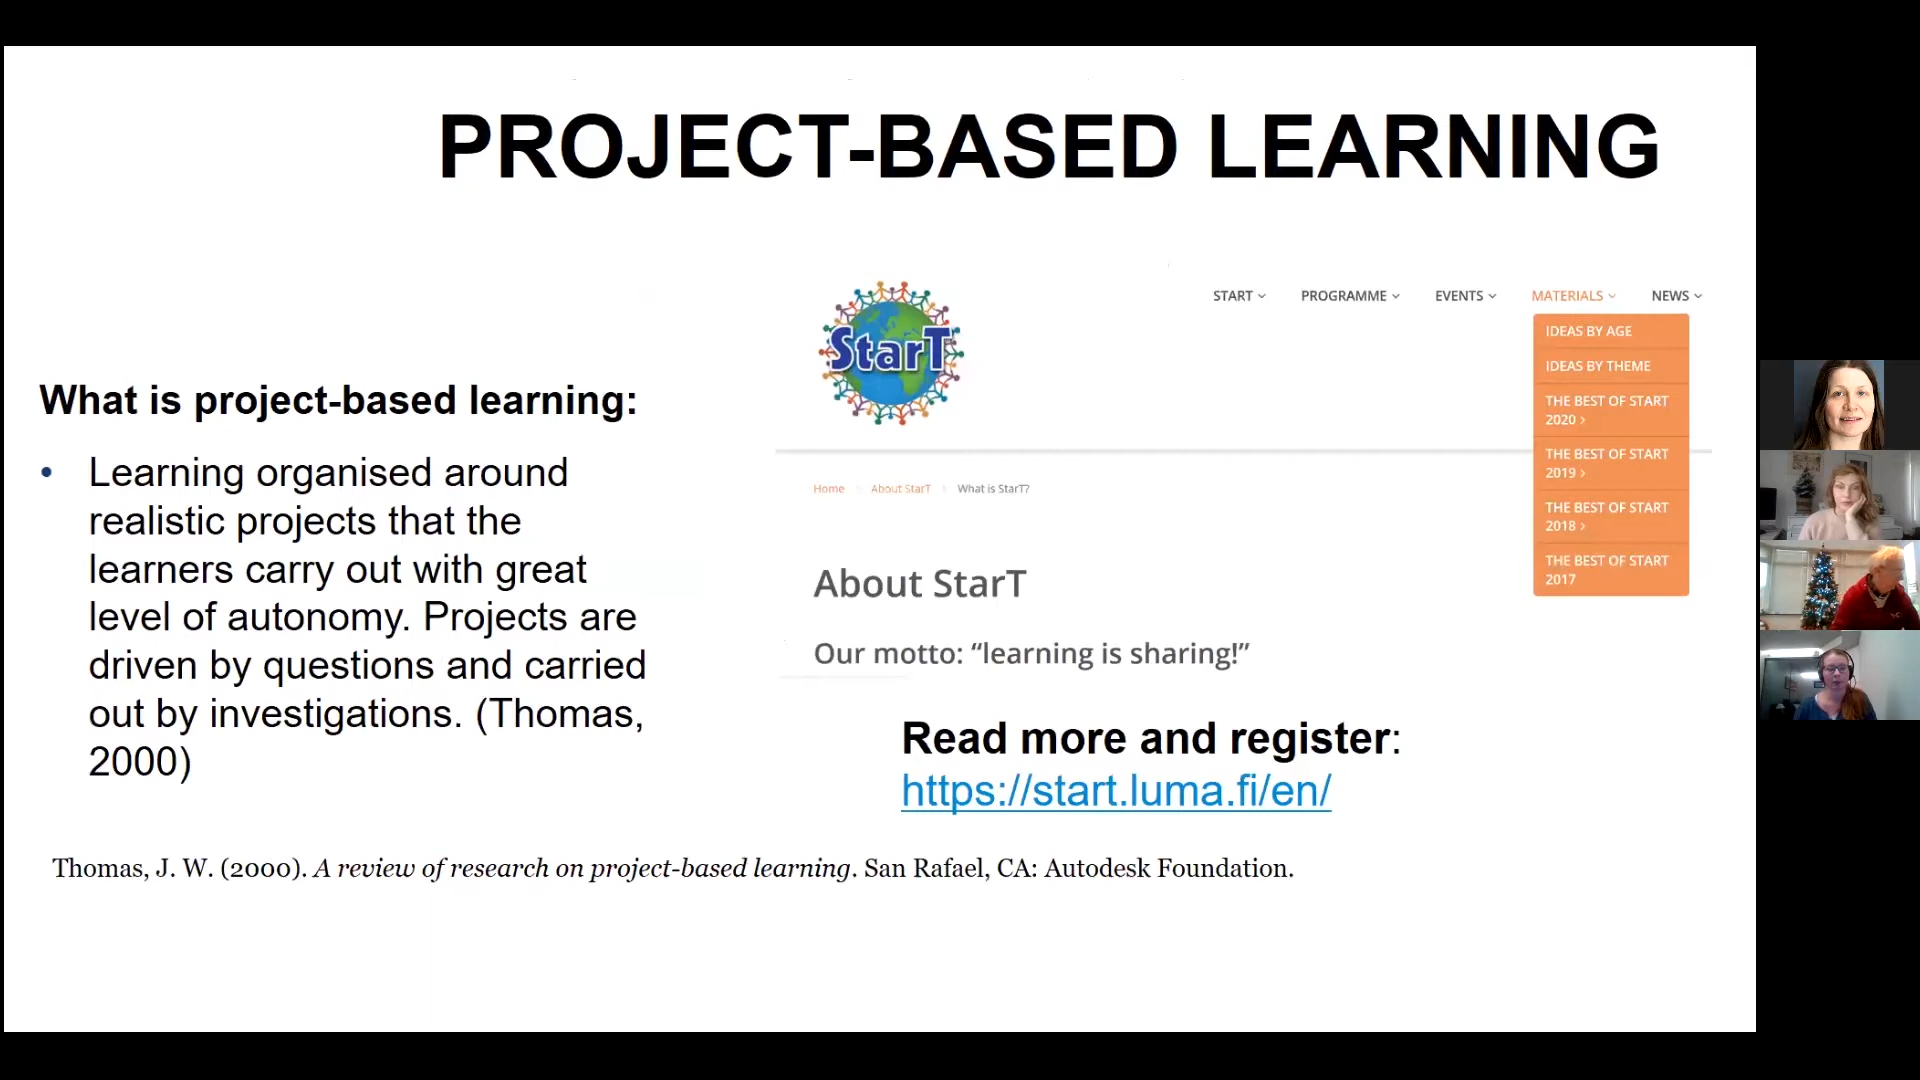 PROJECT-BASED LEARNING
StarT
START
PROGRAMME
EVENTS
MATERIALS
NEWS
IDEAS BY AGE
IDEAS BY THEME
THE BEST OF START
2020 >
THE BEST OF START
2019 >
THE BEST OF START
2018 >
THE BEST OF START
2017
What is project-based learning:
• Learning organised around
realistic projects that the
learners carry out with great
level of autonomy. Projects are
driven by questions and carried
out by investigations. (Thomas,
2000)
Home > About StarT > What is StarT?
About StarT
Our motto: “learning is sharing!”
Read more and register:
https://start.luma.fi/en/
Thomas, J. W. (2000). A review of research on project-based learning. San Rafael, CA: Autodesk Foundation.